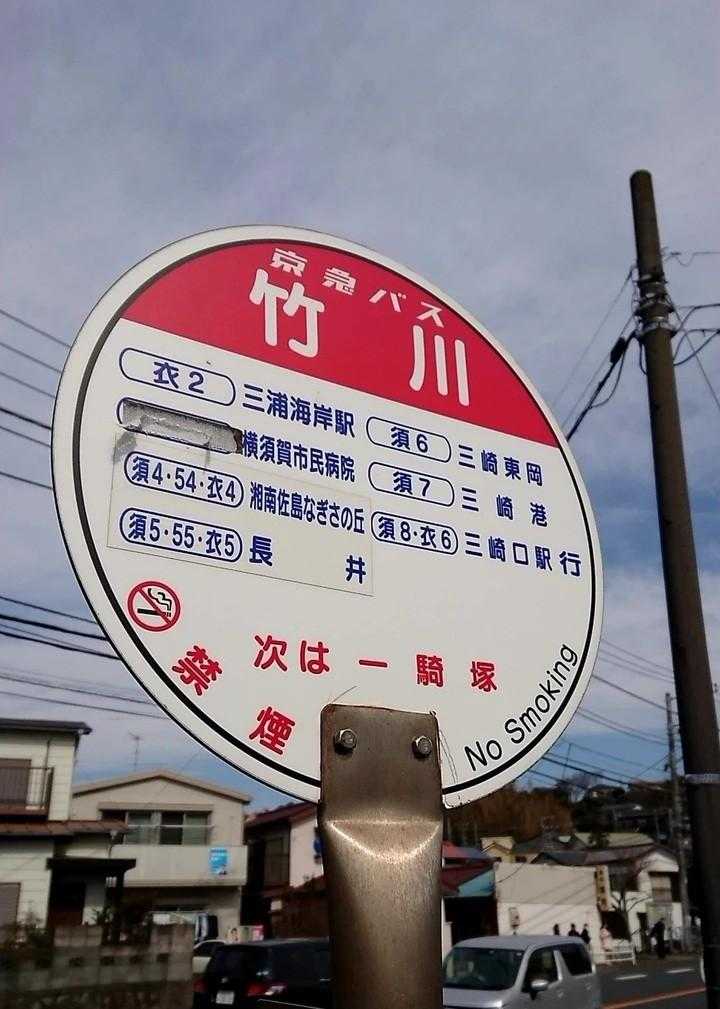 京急バス
竹川
衣2 三浦海岸駅
横須賀市民病院
須4・54・衣4 湘南佐島なぎさの丘
須5・55・衣5 長井
須6 三崎東岡
須7 三崎港
須8・衣6 三崎口駅 行
次は 一騎塚
禁煙
No Smoking